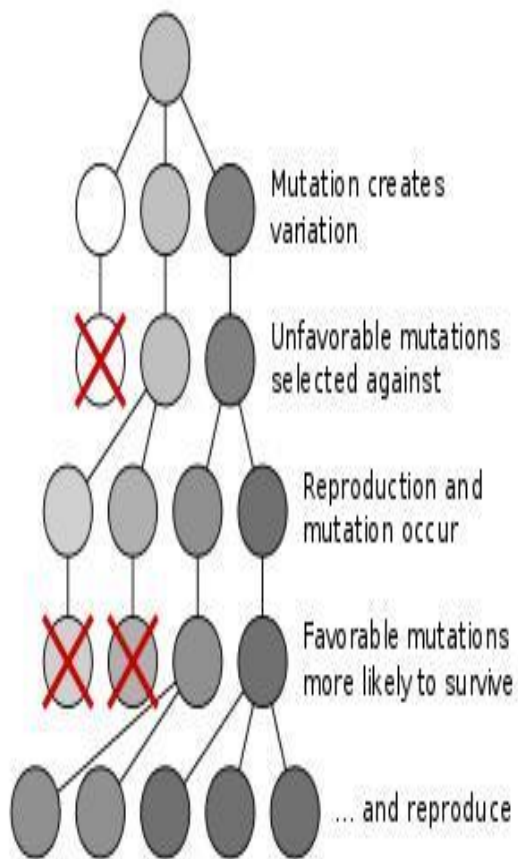 Mutation creates
variation
Unfavorable mutations
selected against
Reproduction and
mutation occur
Favorable mutations
more likely to survive
... and reproduce